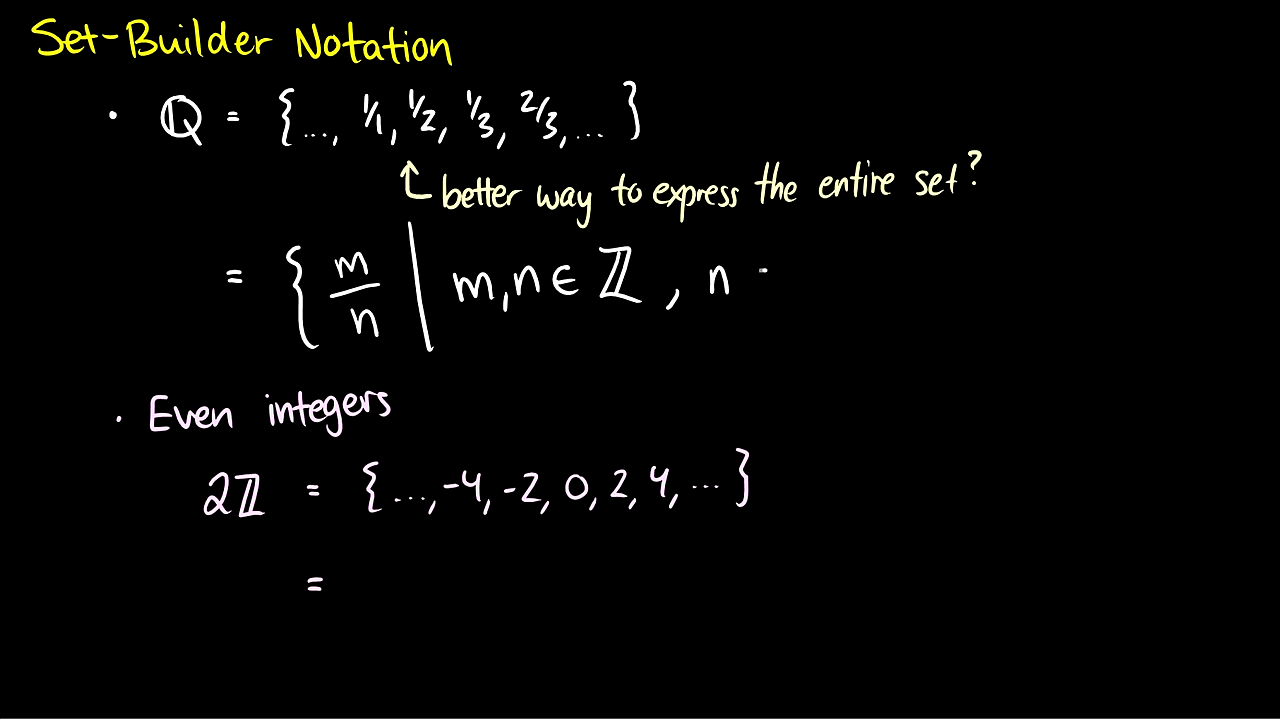 Set-Builder Notation
· ℚ = {..., 1/1, 1/2, 1/3, 2/3, ... }
↑ better way to express the entire set?
= { m/n | m,n ∈ ℤ , n -
· Even integers
2ℤ = { ..., -4, -2, 0, 2, 4, ... }
=